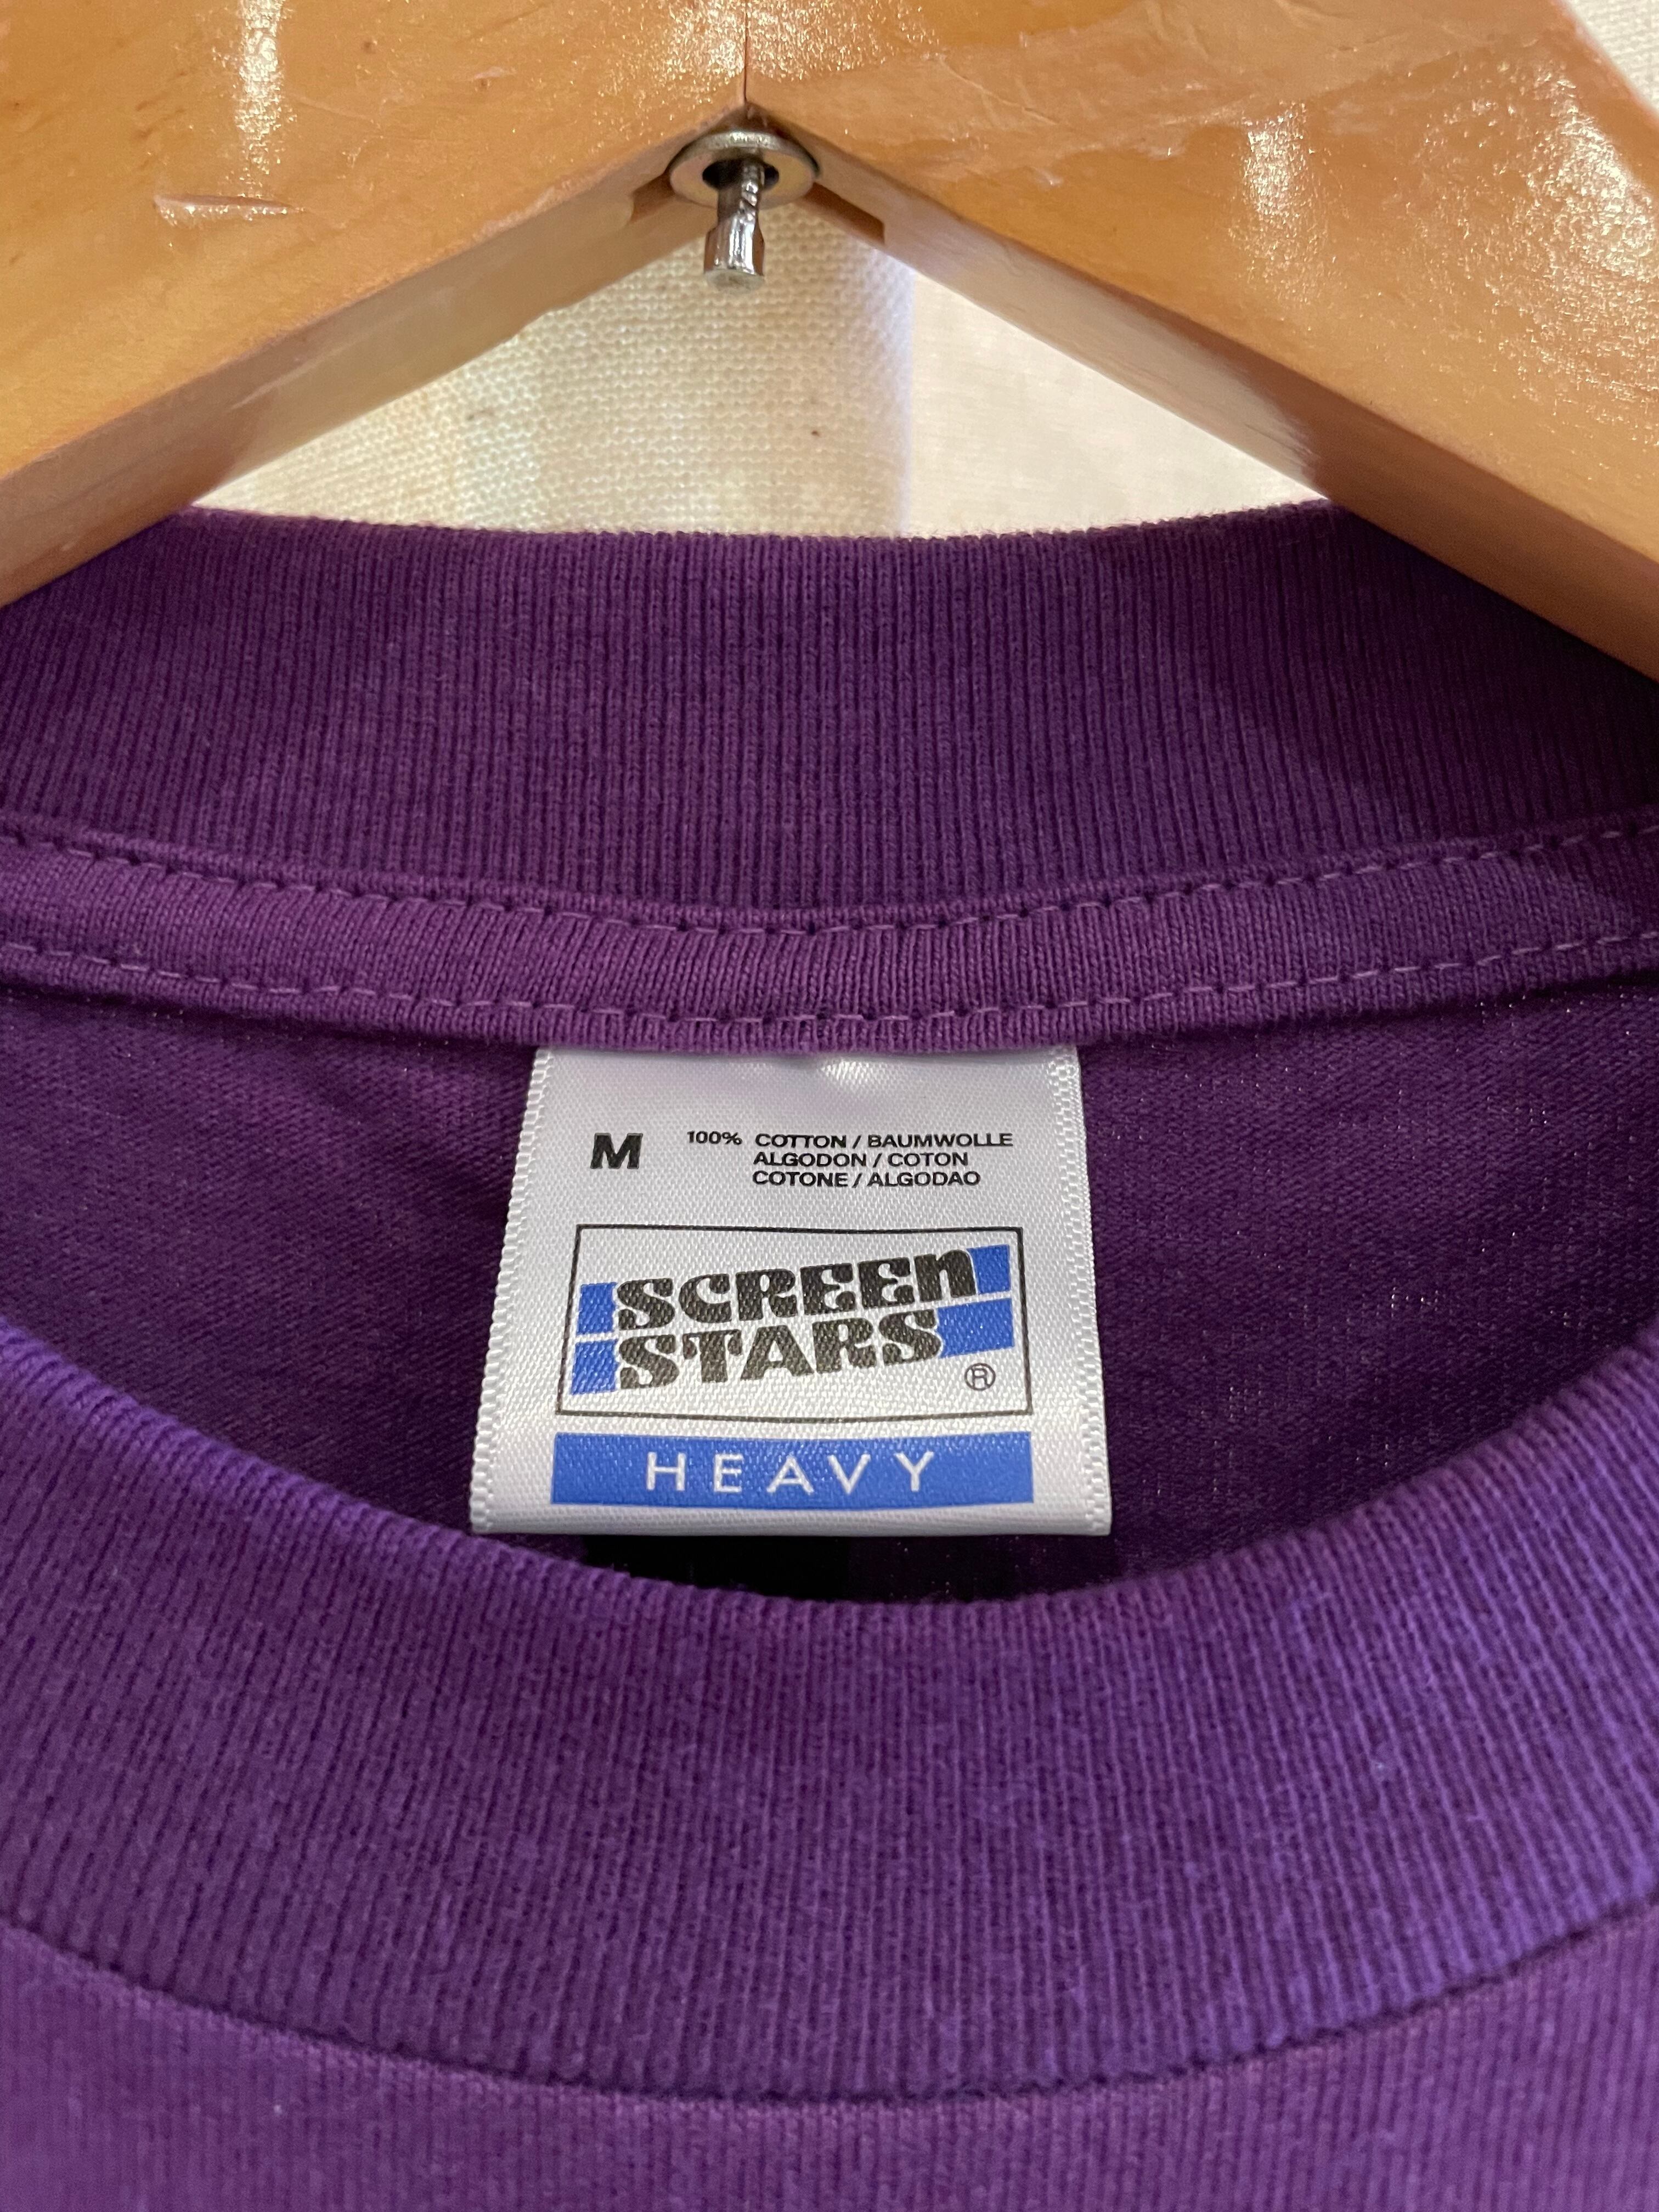 M 100% COTTON / BAUMWOLLE
ALGODON / COTON
COTONE / ALGODAO
SCREEN
STARS
®
HEAVY